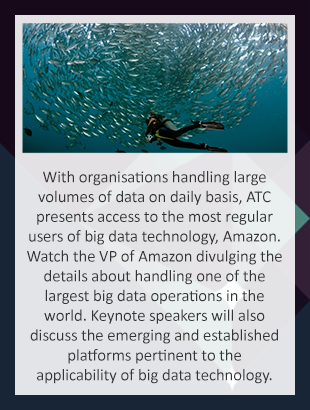 With organisations handling large
volumes of data on daily basis, ATC
presents access to the most regular
users of big data technology, Amazon.
Watch the VP of Amazon divulging the
details about handling one of the
largest big data operations in the
world. Keynote speakers will also
discuss the emerging and established
platforms pertinent to the
applicability of big data technology.